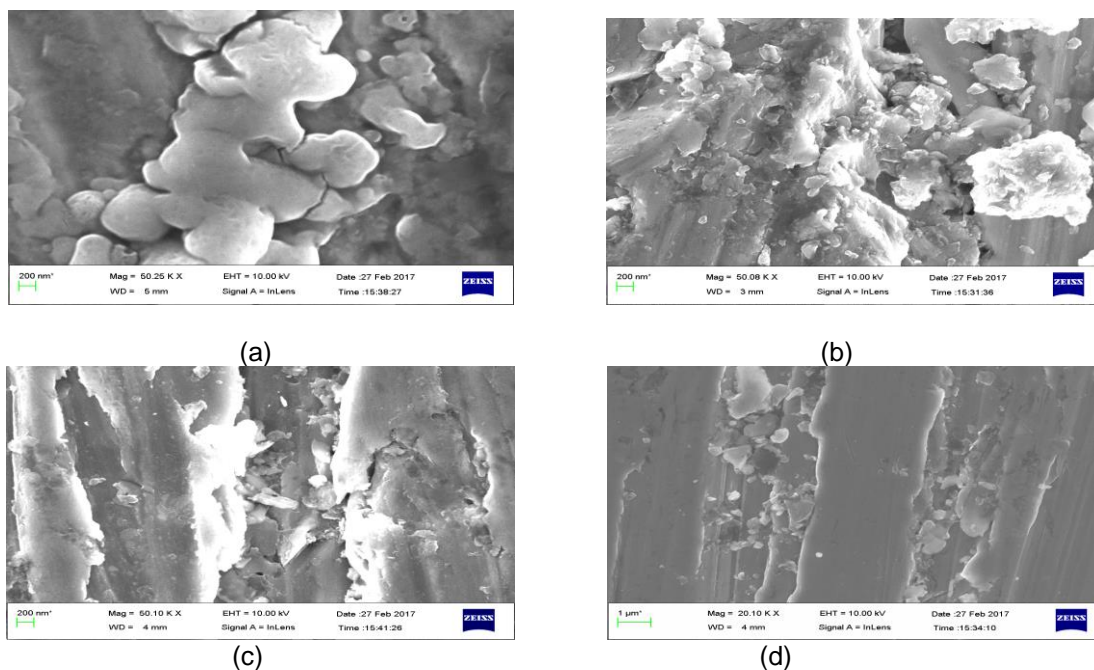 200 nm*
Mag = 50.25 K X EHT = 10.00 kV Date :27 Feb 2017
WD = 5 mm Signal A = InLens Time :15:38:27
ZEISS
200 nm*
Mag = 50.08 K X EHT = 10.00 kV Date :27 Feb 2017
WD = 3 mm Signal A = InLens Time :15:31:36
ZEISS
(a)
(b)
200 nm*
Mag = 50.10 K X EHT = 10.00 kV Date :27 Feb 2017
WD = 4 mm Signal A = InLens Time :15:41:26
ZEISS
1 µm*
Mag = 20.10 K X EHT = 10.00 kV Date :27 Feb 2017
WD = 4 mm Signal A = InLens Time :15:34:10
ZEISS
(c)
(d)